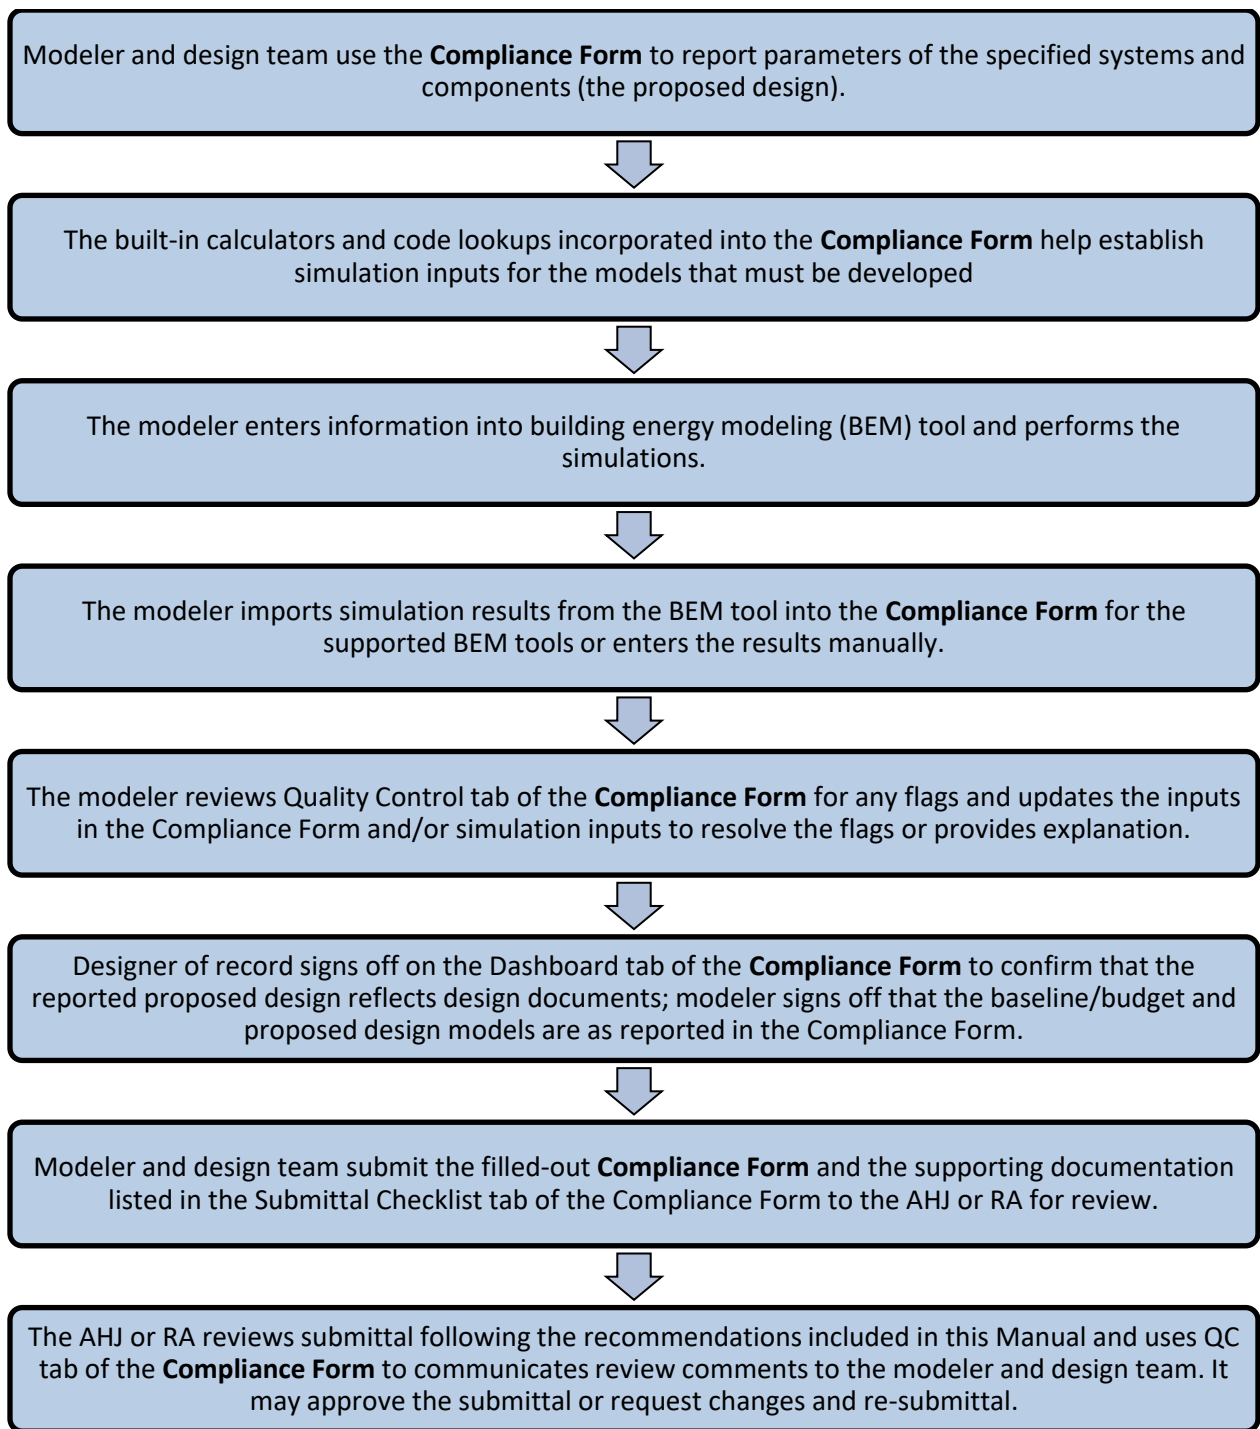 Modeler and design team use the Compliance Form to report parameters of the specified systems and
components (the proposed design).
The built-in calculators and code lookups incorporated into the Compliance Form help establish
simulation inputs for the models that must be developed
The modeler enters information into building energy modeling (BEM) tool and performs the
simulations.
The modeler imports simulation results from the BEM tool into the Compliance Form for the
supported BEM tools or enters the results manually.
The modeler reviews Quality Control tab of the Compliance Form for any flags and updates the inputs
in the Compliance Form and/or simulation inputs to resolve the flags or provides explanation.
Designer of record signs off on the Dashboard tab of the Compliance Form to confirm that the
reported proposed design reflects design documents; modeler signs off that the baseline/budget and
proposed design models are as reported in the Compliance Form.
Modeler and design team submit the filled-out Compliance Form and the supporting documentation
listed in the Submittal Checklist tab of the Compliance Form to the AHJ or RA for review.
The AHJ or RA reviews submittal following the recommendations included in this Manual and uses QC
tab of the Compliance Form to communicates review comments to the modeler and design team. It
may approve the submittal or request changes and re-submittal.